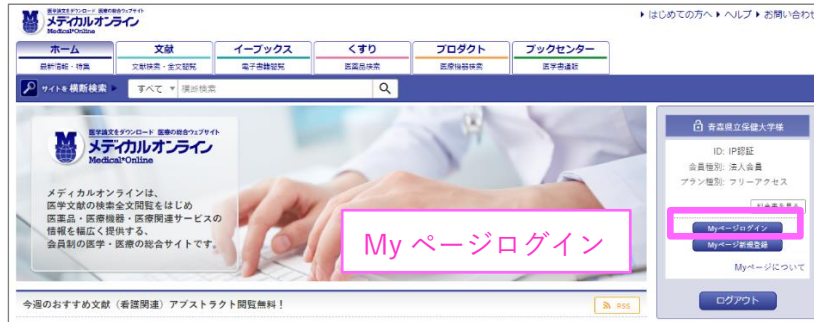 医学文献をダウンロード 医療の総合ウェブサイト
メディカルオンライン
Medical*Online
はじめての方へ ヘルプ お問い合わせ
ホーム 文献 イーブックス くすり プロダクト ブックセンター
最新情報・特集 文献検索・全文閲覧 電子書籍閲覧 医薬品検索 医療機器検索 医学書通販
サイトを横断検索 すべて 横断検索
医学論文をダウンロード 医療の総合ウェブサイト
メディカルオンライン
Medical*Online
メディカルオンラインは、
医学文献の検索全文閲覧をはじめ
医薬品・医療機器・医療関連サービスの
情報を幅広く提供する、
会員制の医学・医療の総合サイトです。
My ページログイン
青森県立保健大学様
ID: IP認証
会員種別: 法人会員
プラン種別: フリーアクセス
料金表を見る
Myページログイン
Myページ新規登録
Myページについて
ログアウト
今週のおすすめ文献（看護関連）アブストラクト閲覧無料！
RSS